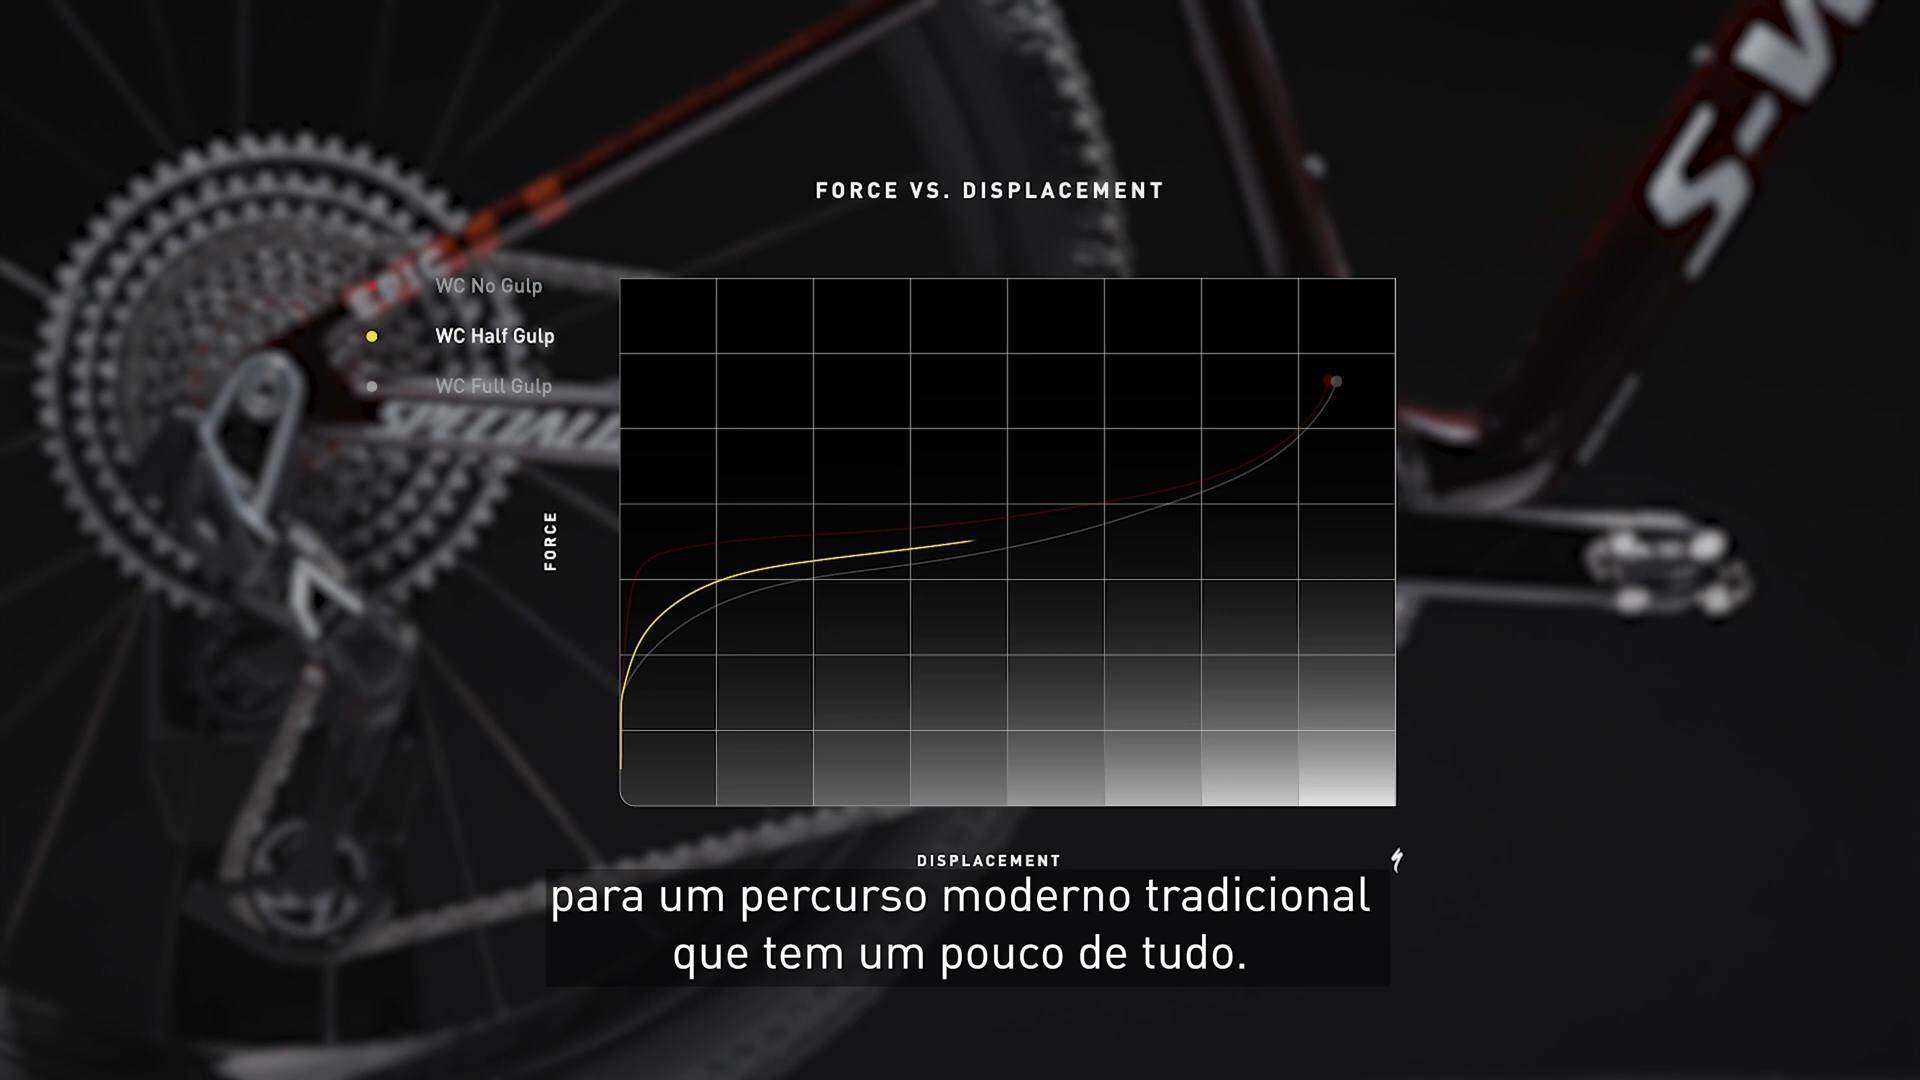 S-W
FORCE VS. DISPLACEMENT
EPIC
WC No Gulp
WC Half Gulp
WC Full Gulp
FORCE
DISPLACEMENT
para um percurso moderno tradicional
que tem um pouco de tudo.